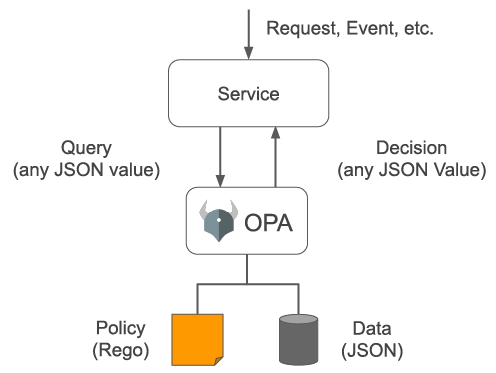 Request, Event, etc.
Service
Query
(any JSON value)
Decision
(any JSON Value)
OPA
Policy
(Rego)
Data
(JSON)